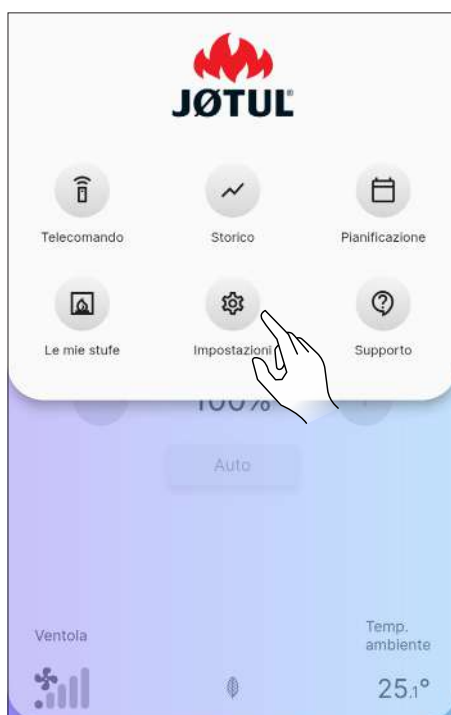 JØTUL®
Telecomando Storico Pianificazione
Le mie stufe Impostazioni Supporto
100%
Auto
Ventola
Temp.
ambiente
25.1°